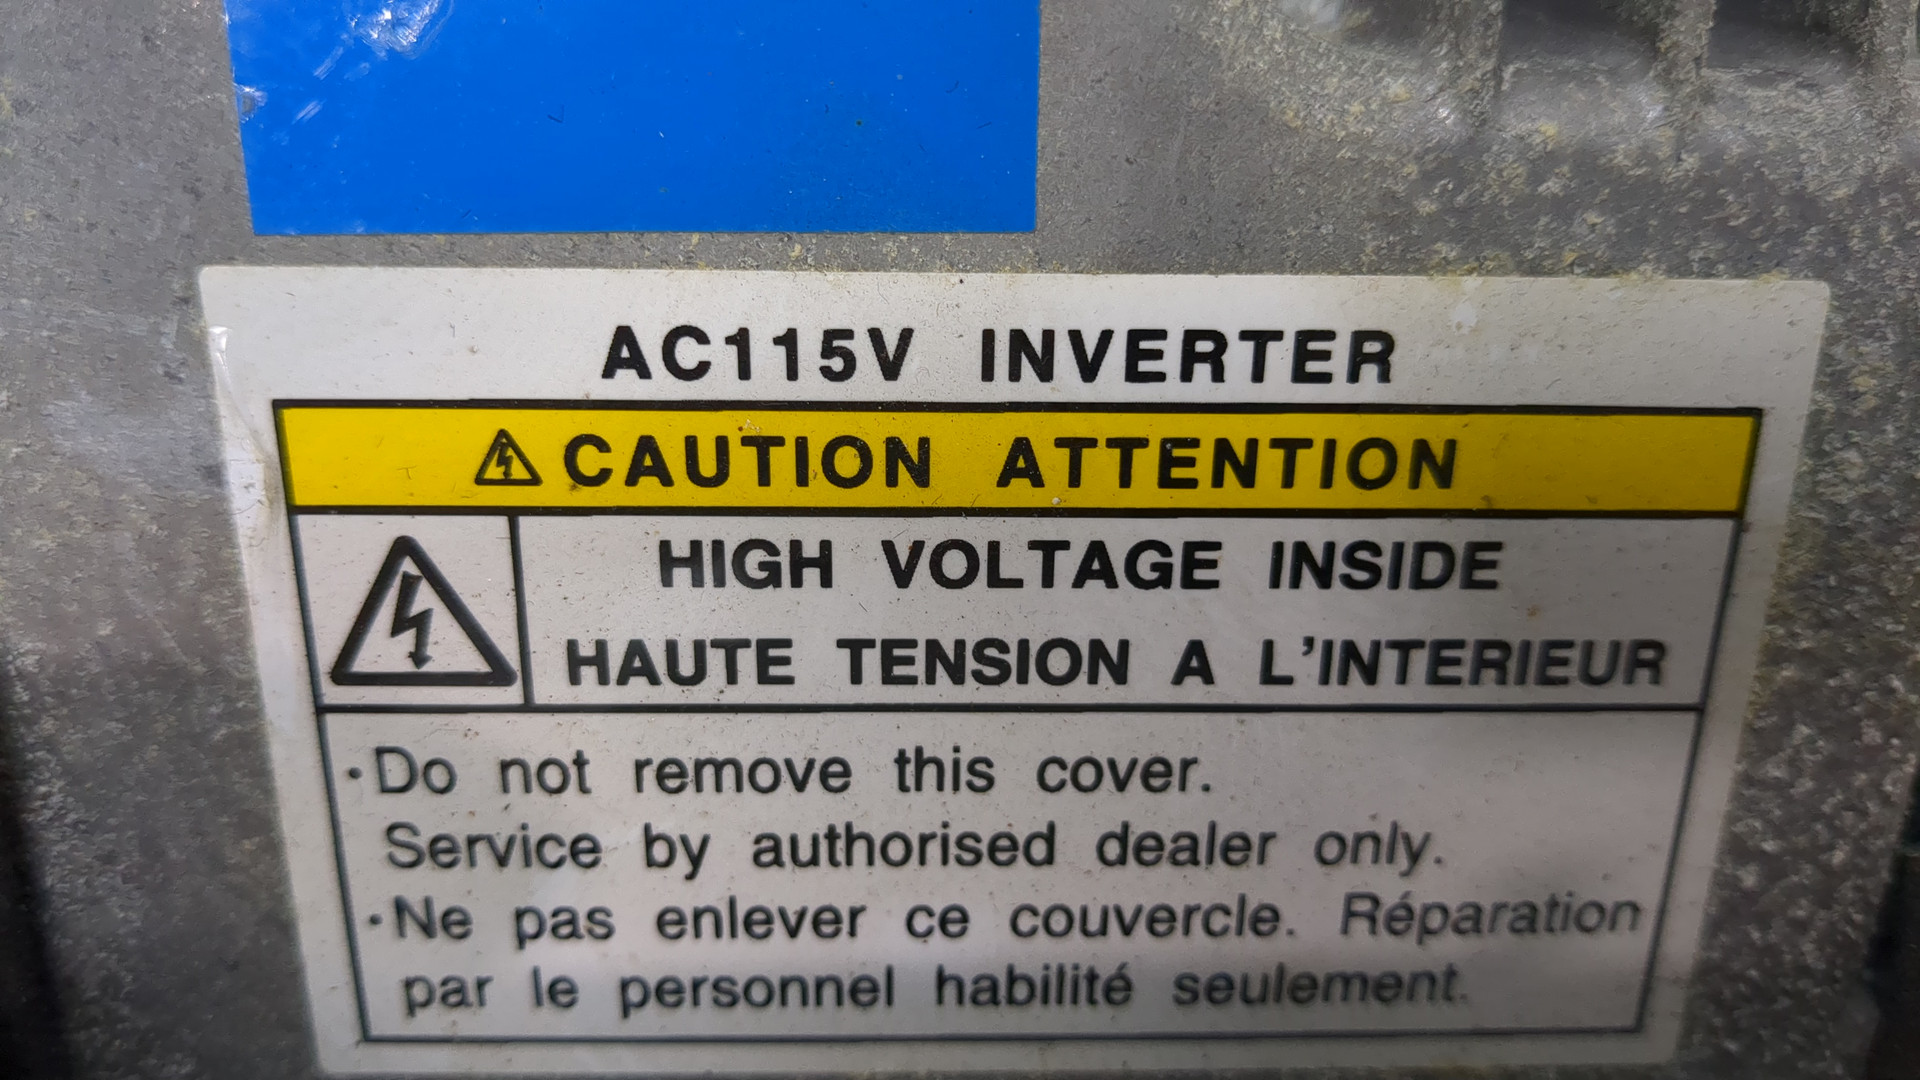 AC115V INVERTER
CAUTION ATTENTION
HIGH VOLTAGE INSIDE
HAUTE TENSION A L'INTERIEUR
·Do not remove this cover.
Service by authorised dealer only.
·Ne pas enlever ce couvercle. Réparation
par le personnel habilité seulement.